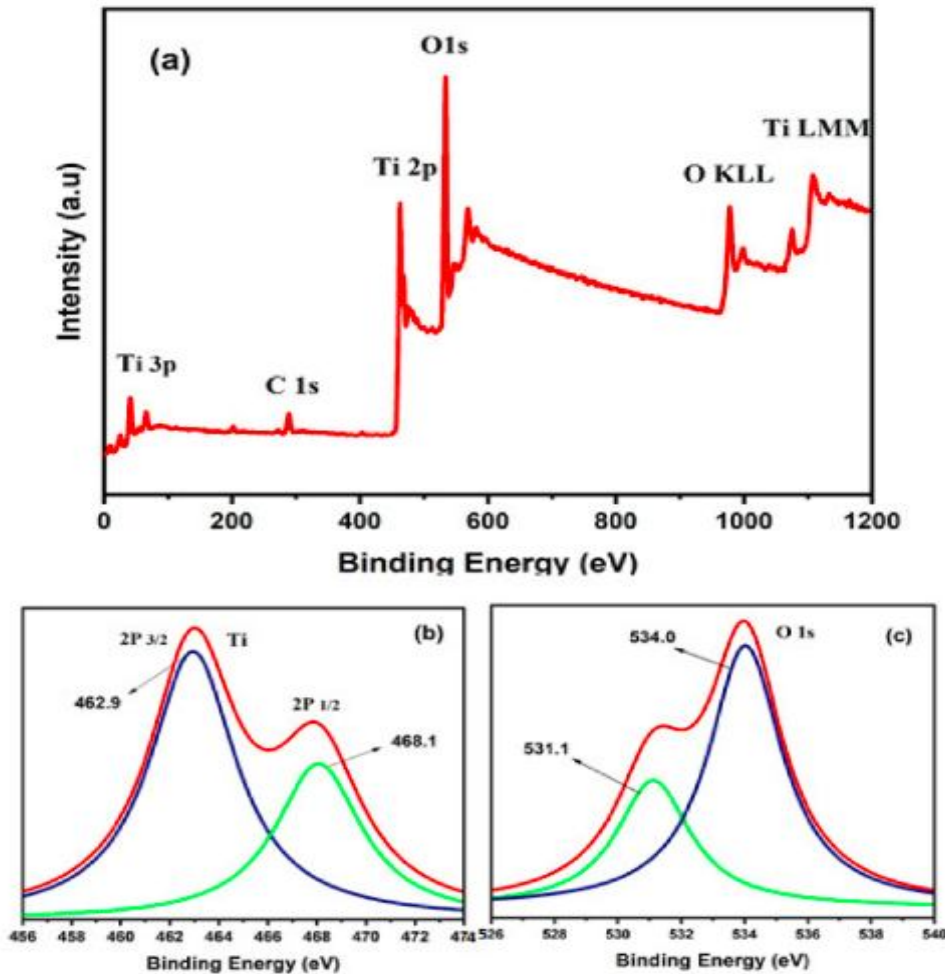 (a)
O1s
Ti LMM
Ti 2p
O KLL
Intensity (a.u)
Ti 3p
C 1s
0 200 400 600 800 1000 1200
Binding Energy (eV)
2P 3/2
Ti
(b)
462.9
2P 1/2
468.1
456 458 460 462 464 466 468 470 472 474
Binding Energy (eV)
O 1s
(c)
534.0
531.1
526 528 530 532 534 536 538 540
Binding Energy (eV)